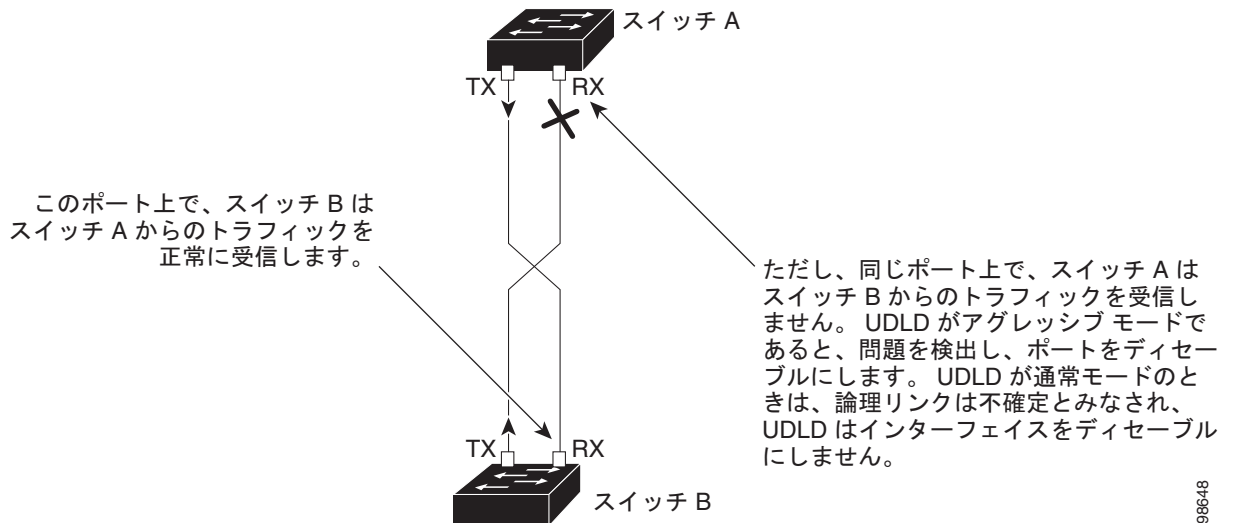 スイッチ A
TX
RX
このポート上で、スイッチ B は
スイッチ A からのトラフィックを
正常に受信します。
ただし、同じポート上で、スイッチ A は
スイッチ B からのトラフィックを受信し
ません。 UDLD がアグレッシブ モードで
あると、問題を検出し、ポートをディセー
ブルにします。 UDLD が通常モードのと
きは、論理リンクは不確定とみなされ、
UDLD はインターフェイスをディセーブル
にしません。
TX
RX
スイッチ B
98648